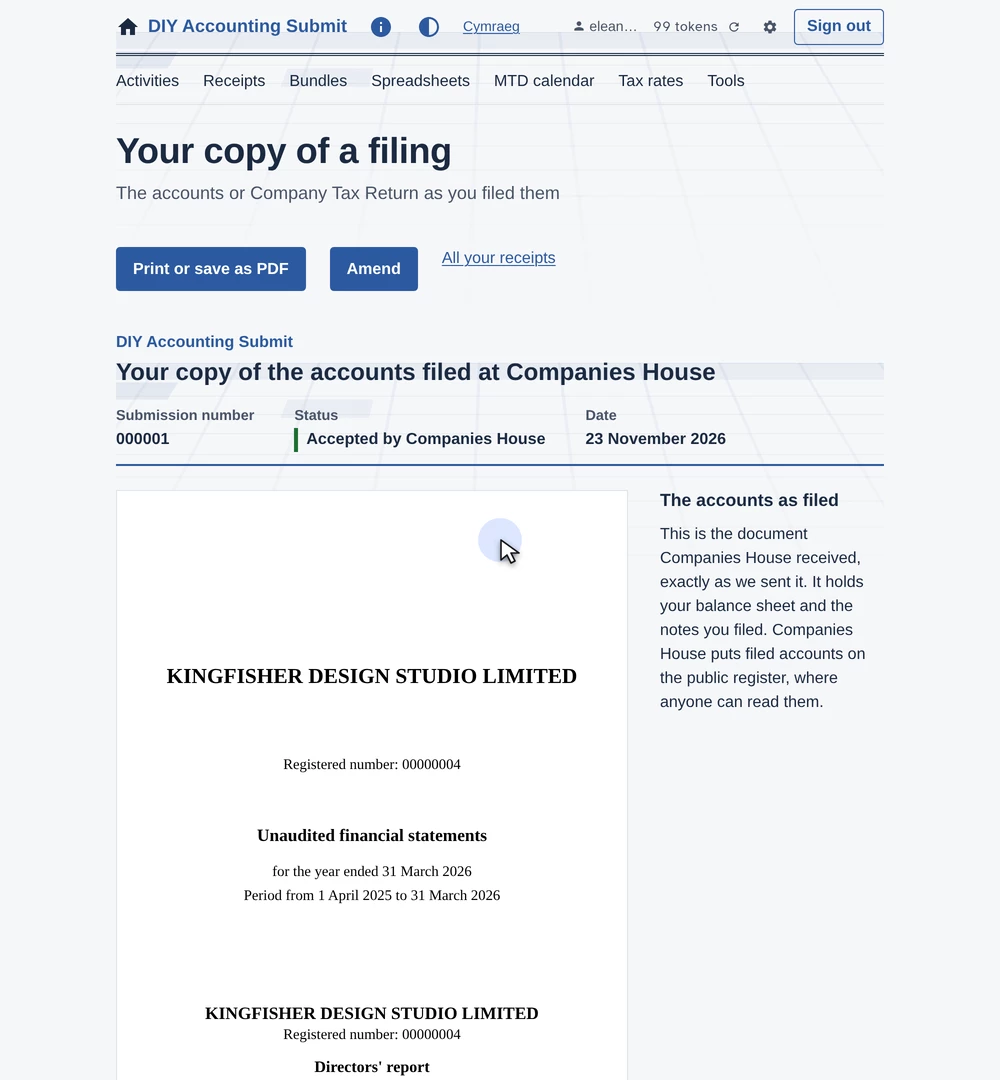 DIY Accounting Submit
Cymraeg
elean...
99 tokens
Sign out
Activities
Receipts
Bundles
Spreadsheets
MTD calendar
Tax rates
Tools
Your copy of a filing
The accounts or Company Tax Return as you filed them
Print or save as PDF
Amend
All your receipts
DIY Accounting Submit
Your copy of the accounts filed at Companies House
Submission number
000001
Status
Accepted by Companies House
Date
23 November 2026
KINGFISHER DESIGN STUDIO LIMITED
Registered number: 00000004
Unaudited financial statements
for the year ended 31 March 2026
Period from 1 April 2025 to 31 March 2026
KINGFISHER DESIGN STUDIO LIMITED
Registered number: 00000004
Directors' report
The accounts as filed
This is the document
Companies House received,
exactly as we sent it. It holds
your balance sheet and the
notes you filed. Companies
House puts filed accounts on
the public register, where
anyone can read them.